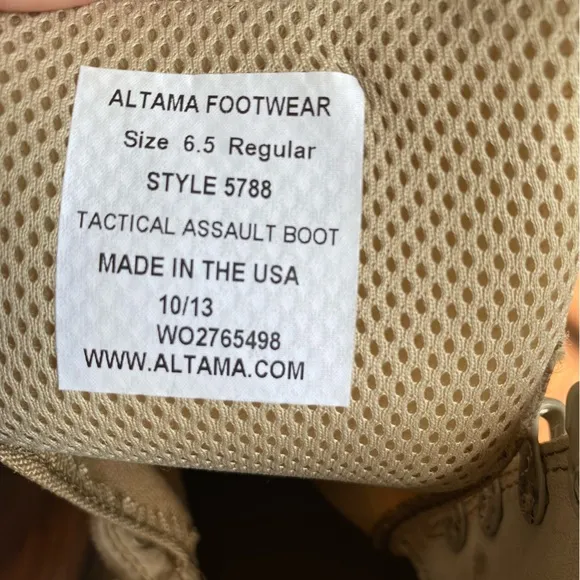 ALTAMA FOOTWEAR
Size 6.5 Regular
STYLE 5788
TACTICAL ASSAULT BOOT
MADE IN THE USA
10/13
WO2765498
WWW.ALTAMA.COM